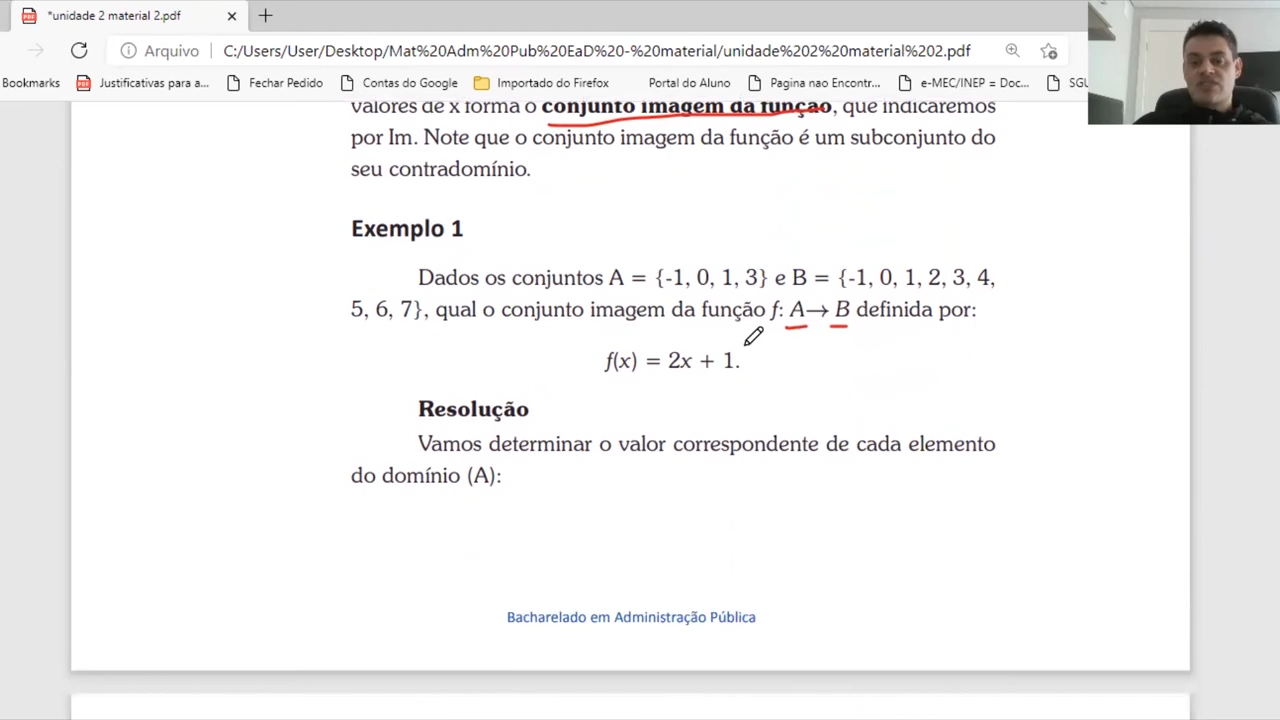 *unidade 2 material 2.pdf
Arquivo C:/Users/User/Desktop/Mat%20Adm%20Pub%20EaD%20-%20material/unidade%202%20material%202.pdf
Bookmarks Justificativas para a... Fechar Pedido Contas do Google Importado do Firefox Portal do Aluno Pagina nao Encontr... e-MEC/INEP = Doc... SGU
valores de x forma o conjunto imagem da função, que indicaremos
por Im. Note que o conjunto imagem da função é um subconjunto do
seu contradomínio.
Exemplo 1
Dados os conjuntos A = {-1, 0, 1, 3} e B = {-1, 0, 1, 2, 3, 4,
5, 6, 7}, qual o conjunto imagem da função f: A→ B definida por:
f(x) = 2x + 1.
Resolução
Vamos determinar o valor correspondente de cada elemento
do domínio (A):
Bacharelado em Administração Pública